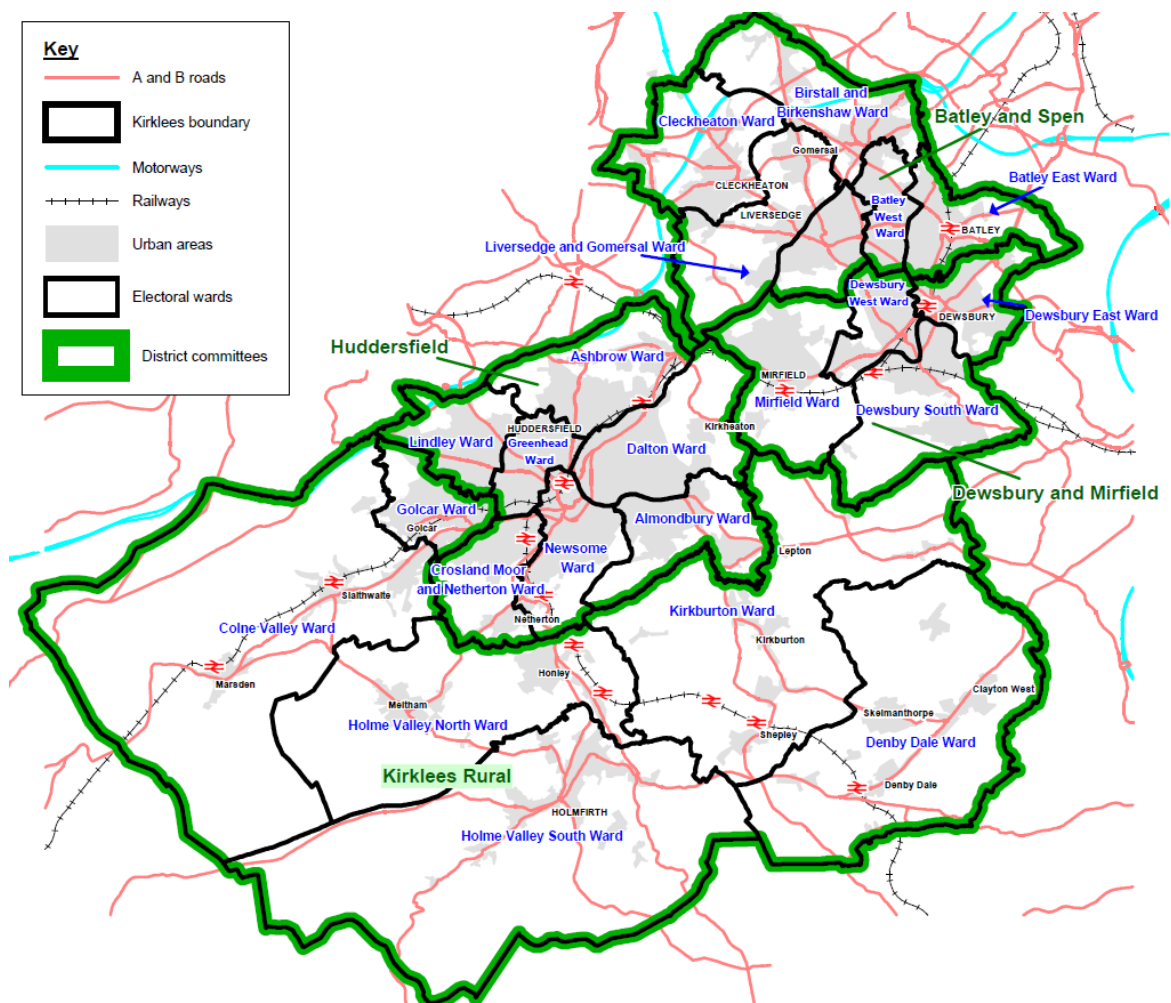 Key
A and B roads
Kirklees boundary
Motorways
Railways
Urban areas
Electoral wards
District committees
Birstall and
Birkenshaw Ward
Cleckheaton Ward
Batley and Spen
Gomersal
Batley East Ward
CLECKHEATON
Batley
West
Ward
LIVERSEDGE
BATLEY
Liversedge and Gomersal Ward
Dewsbury
West Ward
DEWSBURY
Dewsbury East Ward
Huddersfield
Ashbrow Ward
MIRFIELD
Mirfield Ward
Dewsbury South Ward
Kirkheaton
HUDDERSFIELD
Lindley Ward
Greenhead
Ward
Dalton Ward
Dewsbury and Mirfield
Golcar Ward
Golcar
Almondbury Ward
Newsome
Ward
Lepton
Crosland Moor
and Netherton Ward
Slaithwaite
Netherton
Kirkburton Ward
Colne Valley Ward
Kirkburton
Honley
Marsden
Clayton West
Meltham
Skelmanthorpe
Holme Valley North Ward
Shepley
Denby Dale Ward
Kirklees Rural
Denby Dale
HOLMFIRTH
Holme Valley South Ward